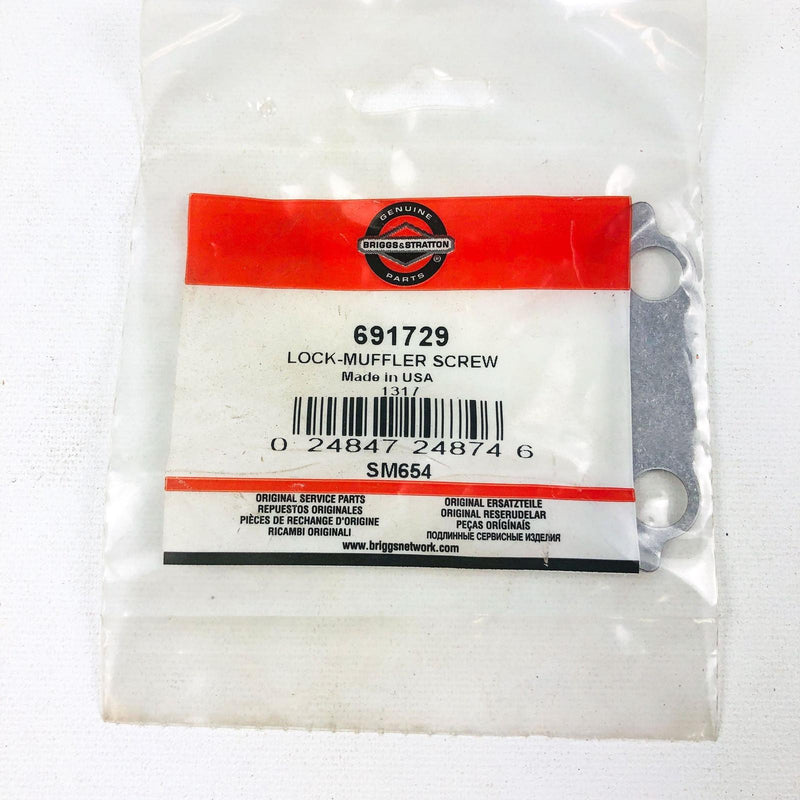 GENUINE
BRIGGS&STRATTON
®
PARTS
691729
LOCK-MUFFLER SCREW
Made in USA
1317
0 24847 24874 6
SM654
ORIGINAL SERVICE PARTS
REPUESTOS ORIGINALES
PIÈCES DE RECHANGE D'ORIGINE
RICAMBI ORIGINALI
ORIGINAL ERSATZTEILE
ORIGINAL RESERUDELAR
PEÇAS ORÍGÍNAIS
ПОДЛИННЫЕ СЕРВИСНЫЕ ИЗДЕЛИЯ
www.briggsnetwork.com